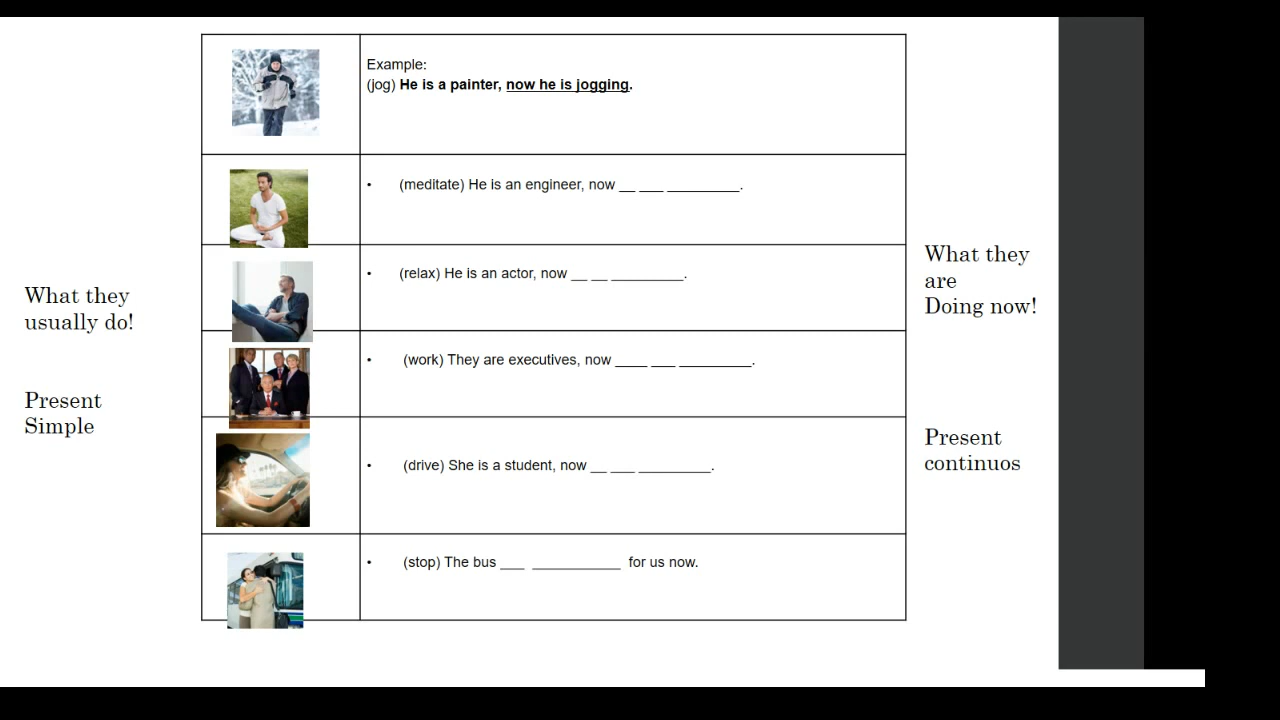 Example:
(jog) He is a painter, now he is jogging.
• (meditate) He is an engineer, now __ ___ _________.
• (relax) He is an actor, now __ __ _________.
• (work) They are executives, now ____ ___ _________.
• (drive) She is a student, now __ ___ _________.
• (stop) The bus ___ ___________ for us now.
What they
usually do!
Present
Simple
What they
are
Doing now!
Present
continuos